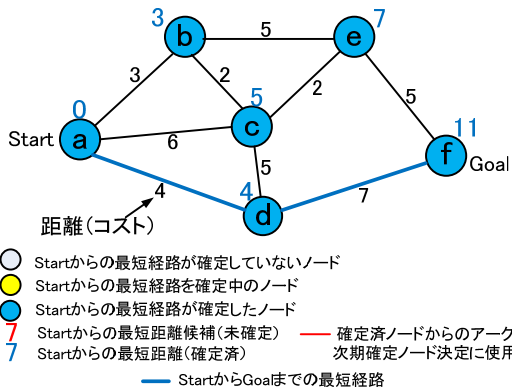 3
7
b
5
e
3
2
5
2
5
0
11
Start
a
6
c
f
Goal
5
4
4
d
7
距離（コスト）
Startからの最短経路が確定していないノード
Startからの最短経路を確定中のノード
Startからの最短経路が確定したノード
7 Startからの最短距離候補（未確定）
確定済ノードからのアーク
7 Startからの最短距離（確定済）
次期確定ノード決定に使用
StartからGoalまでの最短経路